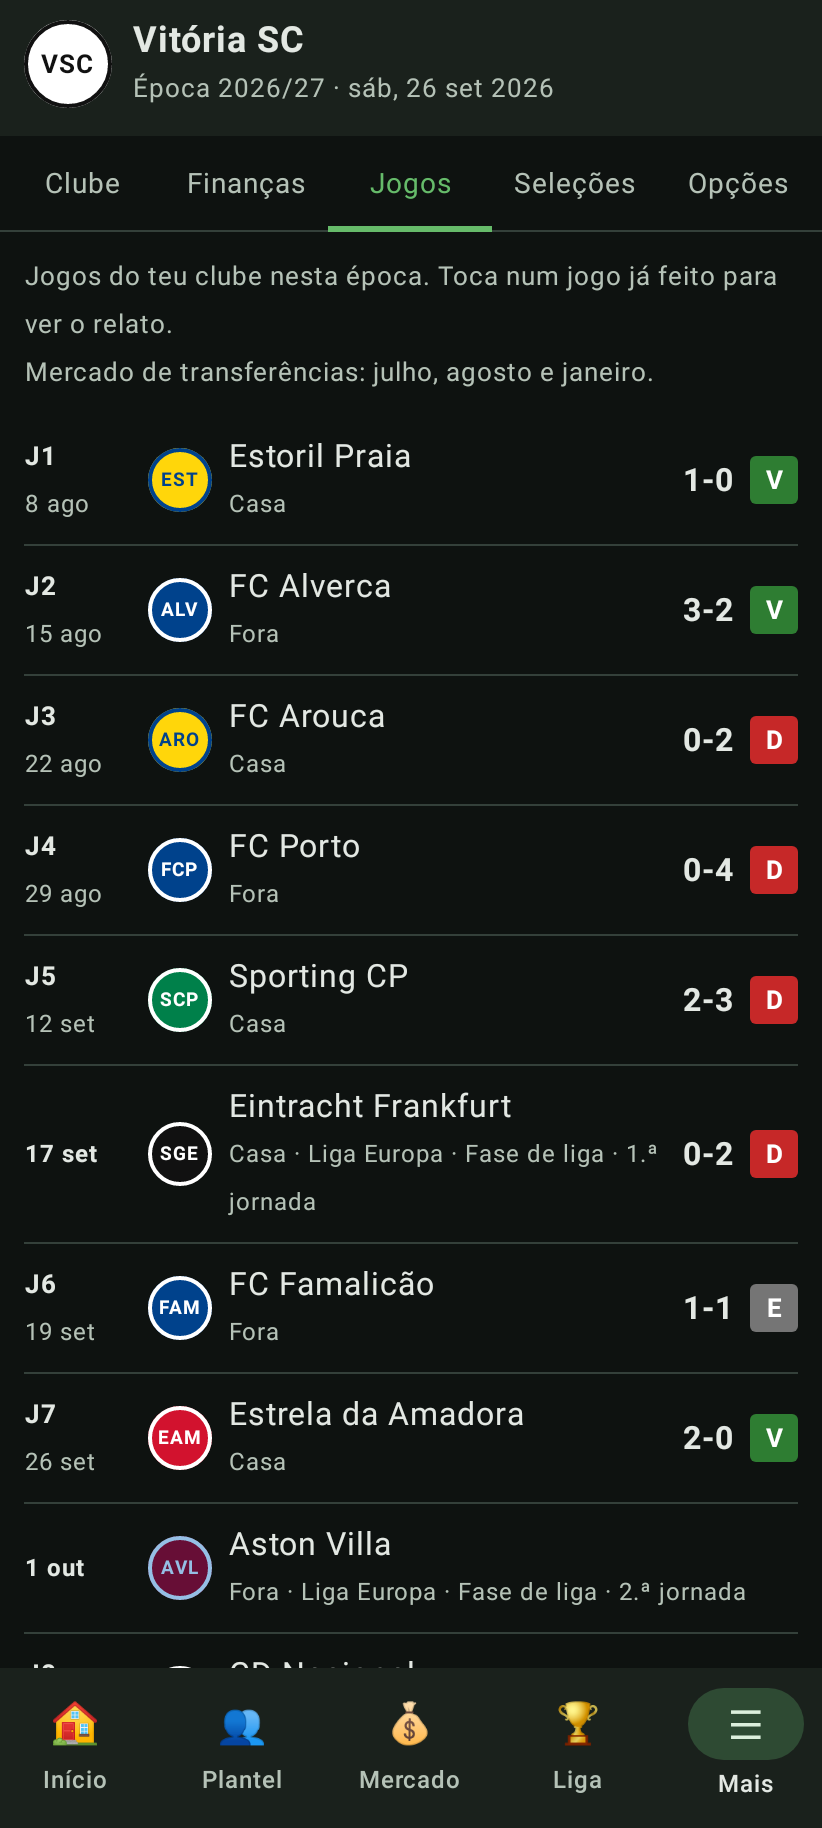 VSC
Vitória SC
Época 2026/27 · sáb, 26 set 2026
Clube Finanças Jogos Seleções Opções
Jogos do teu clube nesta época. Toca num jogo já feito para
ver o relato.
Mercado de transferências: julho, agosto e janeiro.
J1 EST Estoril Praia 1-0 V
8 ago Casa
J2 ALV FC Alverca 3-2 V
15 ago Fora
J3 ARO FC Arouca 0-2 D
22 ago Casa
J4 FCP FC Porto 0-4 D
29 ago Fora
J5 SCP Sporting CP 2-3 D
12 set Casa
Eintracht Frankfurt
17 set SGE Casa · Liga Europa · Fase de liga · 1.ª 0-2 D
jornada
J6 FAM FC Famalicão 1-1 E
19 set Fora
J7 EAM Estrela da Amadora 2-0 V
26 set Casa
Aston Villa
1 out AVL Fora · Liga Europa · Fase de liga · 2.ª jornada
Início Plantel Mercado Liga Mais